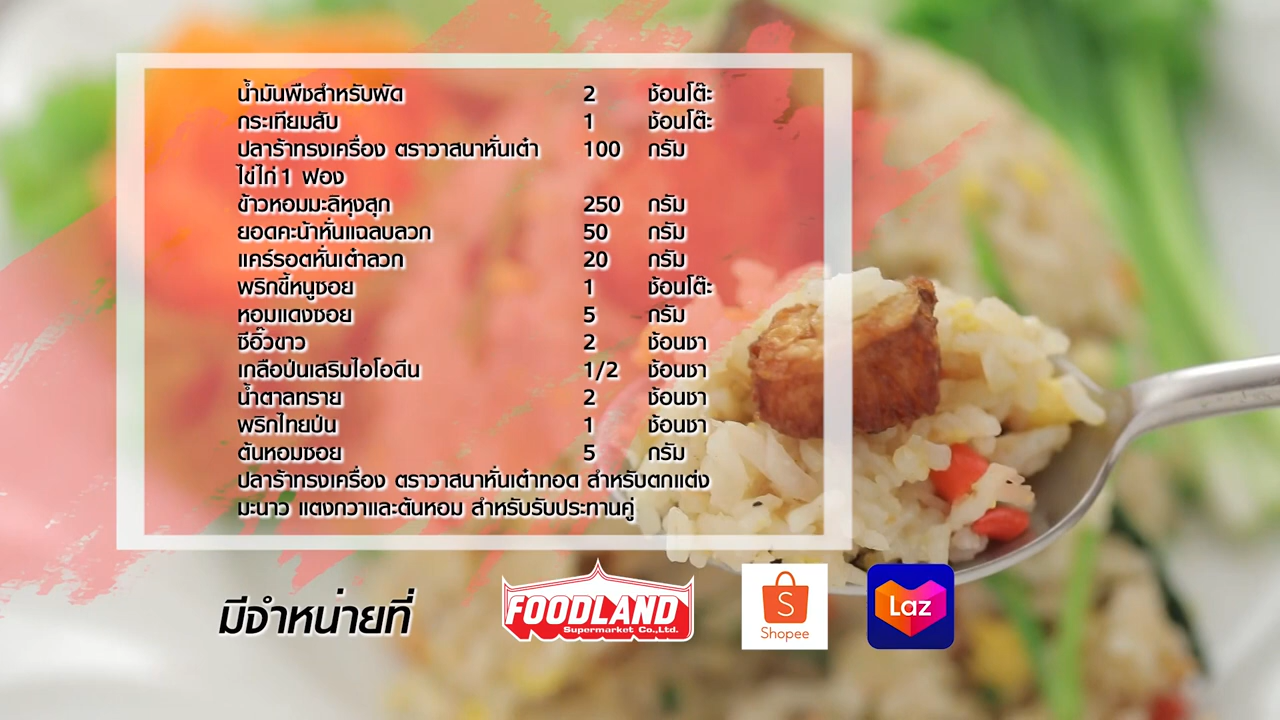 น้ำมันพืชสำหรับผัด 2 ช้อนโต๊ะ
กระเทียมสับ 1 ช้อนโต๊ะ
ปลาร้าทรงเครื่อง ตราวาสนาหั่นเต๋า 100 กรัม
ไข่ไก่1 ฟอง
ข้าวหอมมะลิหุงสุก 250 กรัม
ยอดคะน้าหั่นแฉลบลวก 50 กรัม
แคร์รอตหั่นเต๋าลวก 20 กรัม
พริกขี้หนูซอย 1 ช้อนโต๊ะ
หอมแดงซอย 5 กรัม
ซีอิ๊วขาว 2 ช้อนชา
เกลือป่นเสริมไอโอดีน 1/2 ช้อนชา
น้ำตาลทราย 2 ช้อนชา
พริกไทยป่น 1 ช้อนชา
ต้นหอมซอย 5 กรัม
ปลาร้าทรงเครื่อง ตราวาสนาหั่นเต๋าทอด สำหรับตกแต่ง
มะนาว แตงกวาและต้นหอม สำหรับรับประทานคู่
มีจำหน่ายที่
FOODLAND
Supermarket Co.,Ltd.
S
Shopee
Laz